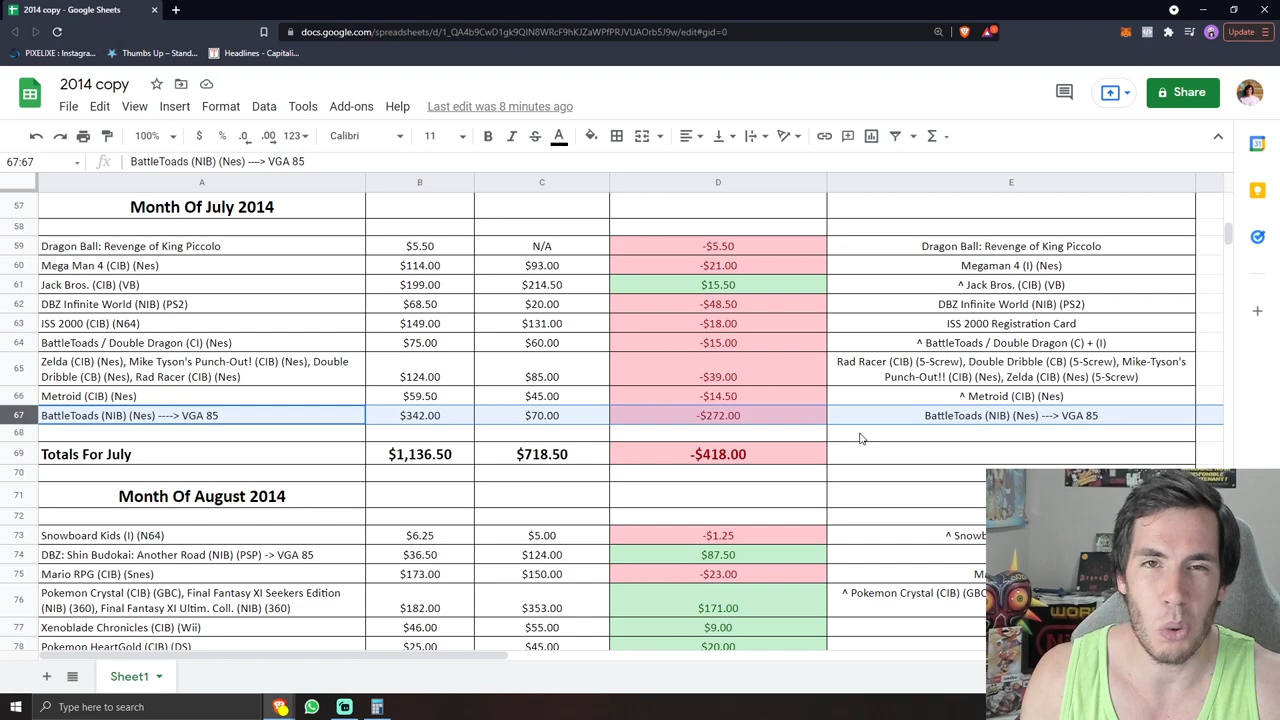 2014 copy - Google Sheets
docs.google.com/spreadsheets/d/1_QA4b9CwD1gk9QIN8WRcF9hKJZaWPfPRJVUAOrb5J9w/edit#gid=0
Update
PIXELIXE : Instagra...
Thumbs Up – Stand...
Headlines - Capitali...
2014 copy
File Edit View Insert Format Data Tools Add-ons Help Last edit was 8 minutes ago
Share
100% $ % .0 .00 123 Calibri 11 B I S A
67:67 fx BattleToads (NIB) (Nes) ----> VGA 85
A B C D E
57 Month Of July 2014
58
59 Dragon Ball: Revenge of King Piccolo $5.50 N/A -$5.50 Dragon Ball: Revenge of King Piccolo
60 Mega Man 4 (CIB) (Nes) $114.00 $93.00 -$21.00 Megaman 4 (I) (Nes)
61 Jack Bros. (CIB) (VB) $199.00 $214.50 $15.50 ^ Jack Bros. (CIB) (VB)
62 DBZ Infinite World (NIB) (PS2) $68.50 $20.00 -$48.50 DBZ Infinite World (NIB) (PS2)
63 ISS 2000 (CIB) (N64) $149.00 $131.00 -$18.00 ISS 2000 Registration Card
64 BattleToads / Double Dragon (CI) (Nes) $75.00 $60.00 -$15.00 ^ BattleToads / Double Dragon (C) + (I)
Zelda (CIB) (Nes), Mike Tyson's Punch-Out! (CIB) (Nes), Double Rad Racer (CIB) (5-Screw), Double Dribble (CB) (5-Screw), Mike-Tyson's
65 Dribble (CB) (Nes), Rad Racer (CIB) (Nes) $124.00 $85.00 -$39.00 Punch-Out!! (CIB) (Nes), Zelda (CIB) (5-Screw)
66 Metroid (CIB) (Nes) $59.50 $45.00 -$14.50 ^ Metroid (CIB) (Nes)
67 BattleToads (NIB) (Nes) ----> VGA 85 $342.00 $70.00 -$272.00 BattleToads (NIB) (Nes) ---> VGA 85
68
69 Totals For July $1,136.50 $718.50 -$418.00
70
71 Month Of August 2014
72
73 Snowboard Kids (I) (N64) $6.25 $5.00 -$1.25 ^ Snowb
74 DBZ: Shin Budokai: Another Road (NIB) (PSP) -> VGA 85 $36.50 $124.00 $87.50
75 Mario RPG (CIB) (Snes) $173.00 $150.00 -$23.00 Ma
Pokemon Crystal (CIB) (GBC), Final Fantasy XI Seekers Edition ^ Pokemon Crystal (CIB) (GBC
76 (NIB) (360), Final Fantasy XI Ultim. Coll. (NIB) (360) $182.00 $353.00 $171.00
77 Xenoblade Chronicles (CIB) (Wii) $46.00 $55.00 $9.00
78 Pokemon HeartGold (CIB) (DS) $25.00 $45.00 $20.00
Sheet1
Type here to search